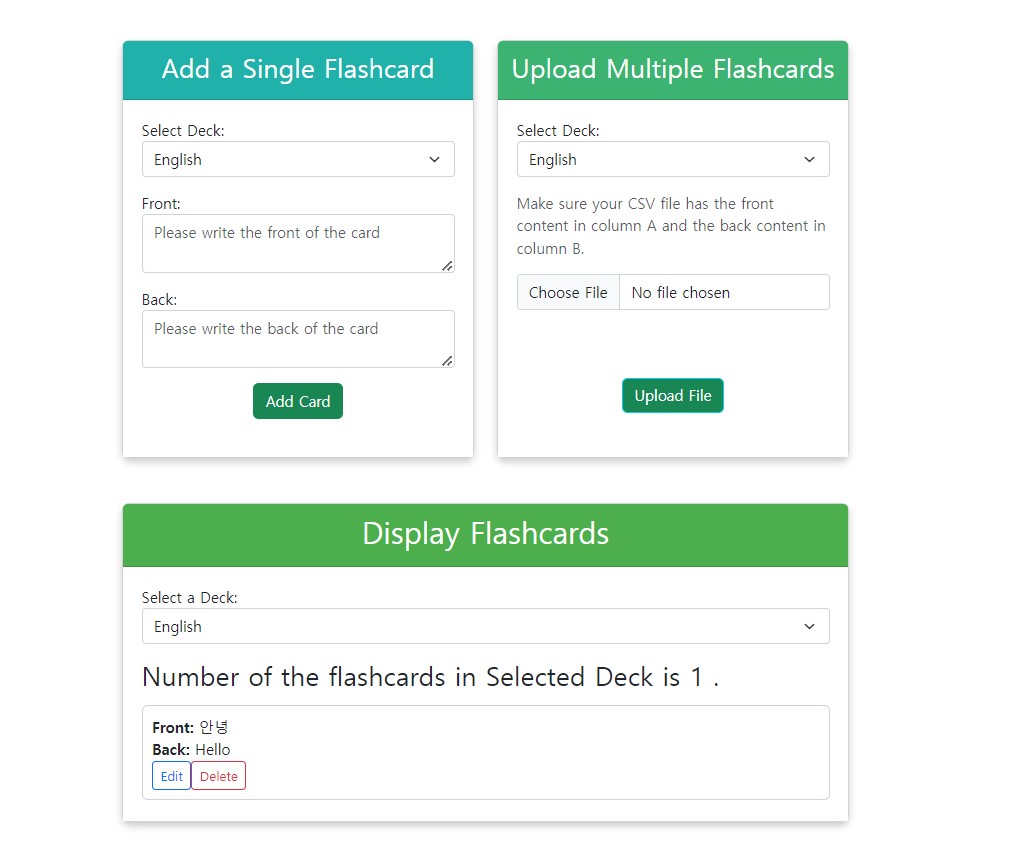 Add a Single Flashcard
Select Deck:
English
Front:
Please write the front of the card
Back:
Please write the back of the card
Add Card
Upload Multiple Flashcards
Select Deck:
English
Make sure your CSV file has the front
content in column A and the back content in
column B.
Choose File No file chosen
Upload File
Display Flashcards
Select a Deck:
English
Number of the flashcards in Selected Deck is 1 .
Front: 안녕
Back: Hello
Edit Delete